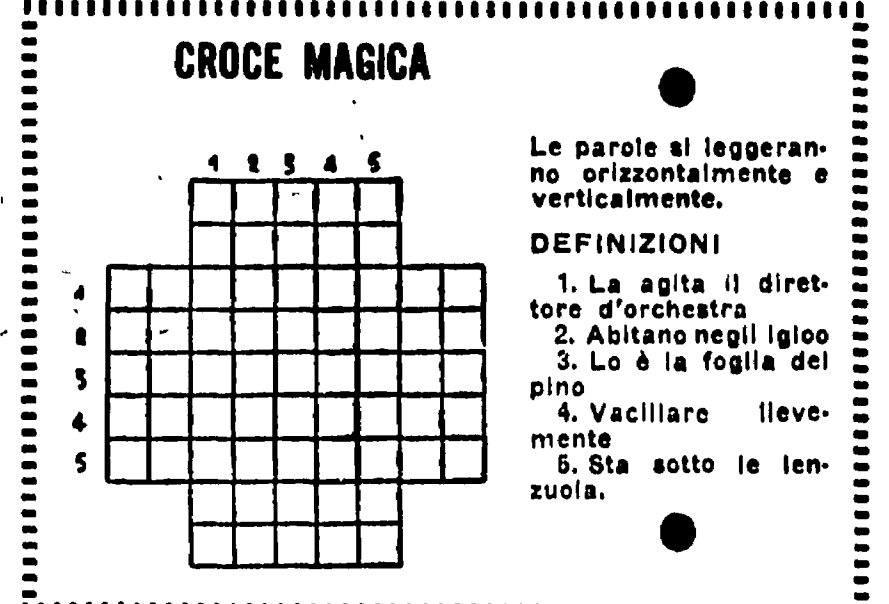 CROCE MAGICA
1 2 3 4 5
1
2
3
4
5
Le parole si leggeran-
no orizzontalmente e
verticalmente.
DEFINIZIONI
1. La agita il diret-
tore d'orchestra
2. Abitano negli igloo
3. Lo è la foglia del
pino
4. Vacillare lieve-
mente
5. Sta sotto le len-
zuola.